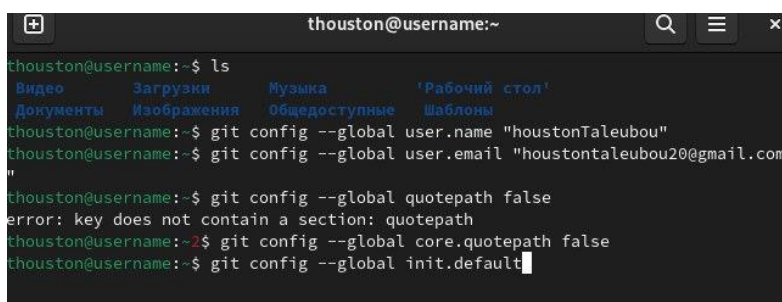 thouston@username:~
thouston@username:~$ ls
Видео Загрузки Музыка 'Рабочий стол'
Документы Изображения Общедоступные Шаблоны
thouston@username:~$ git config --global user.name "houstonTaleubou"
thouston@username:~$ git config --global user.email "houstontaleubou20@gmail.com
"
thouston@username:~$ git config --global quotepath false
error: key does not contain a section: quotepath
thouston@username:~2$ git config --global core.quotepath false
thouston@username:~$ git config --global init.default